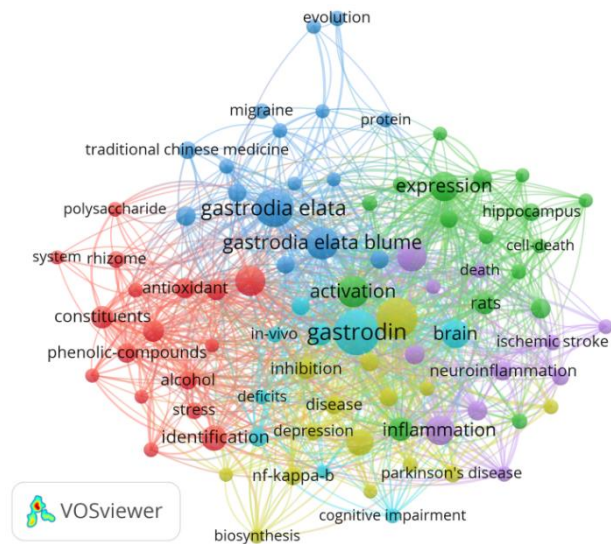 evolution
migraine
protein
traditional chinese medicine
expression
polysaccharide
gastrodia elata
hippocampus
gastrodia elata blume
cell-death
system
rhizome
death
antioxidant
activation
constituents
rats
in-vivo
gastrodin
brain
ischemic stroke
phenolic-compounds
inhibition
neuroinflammation
alcohol
deficits
disease
stress
identification
depression
inflammation
nf-kappa-b
parkinson's disease
cognitive impairment
biosynthesis
VOSviewer